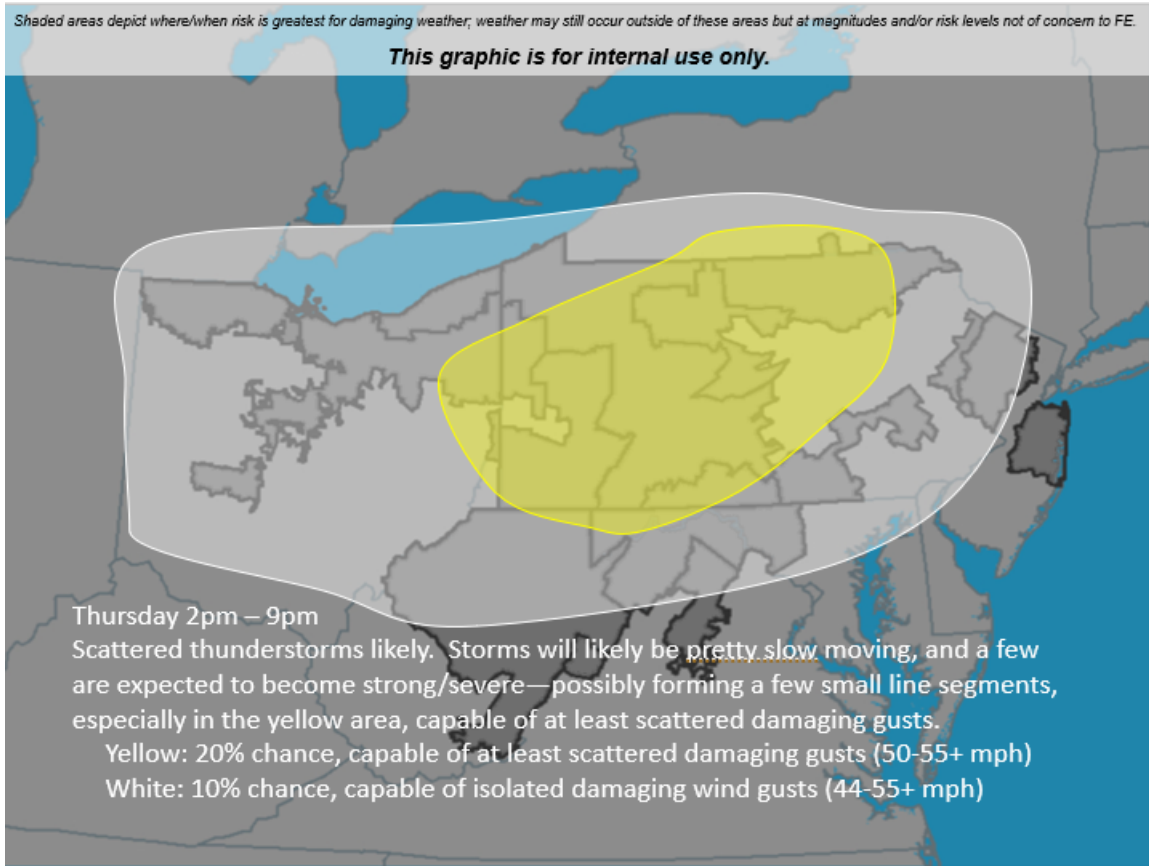 Shaded areas depict where/when risk is greatest for damaging weather; weather may still occur outside of these areas but at magnitudes and/or risk levels not of concern to FE.
This graphic is for internal use only.
Thursday 2pm – 9pm
Scattered thunderstorms likely.  Storms will likely be pretty slow moving, and a few
are expected to become strong/severe—possibly forming a few small line segments,
especially in the yellow area, capable of at least scattered damaging gusts.
Yellow: 20% chance, capable of at least scattered damaging gusts (50-55+ mph)
White: 10% chance, capable of isolated damaging wind gusts (44-55+ mph)